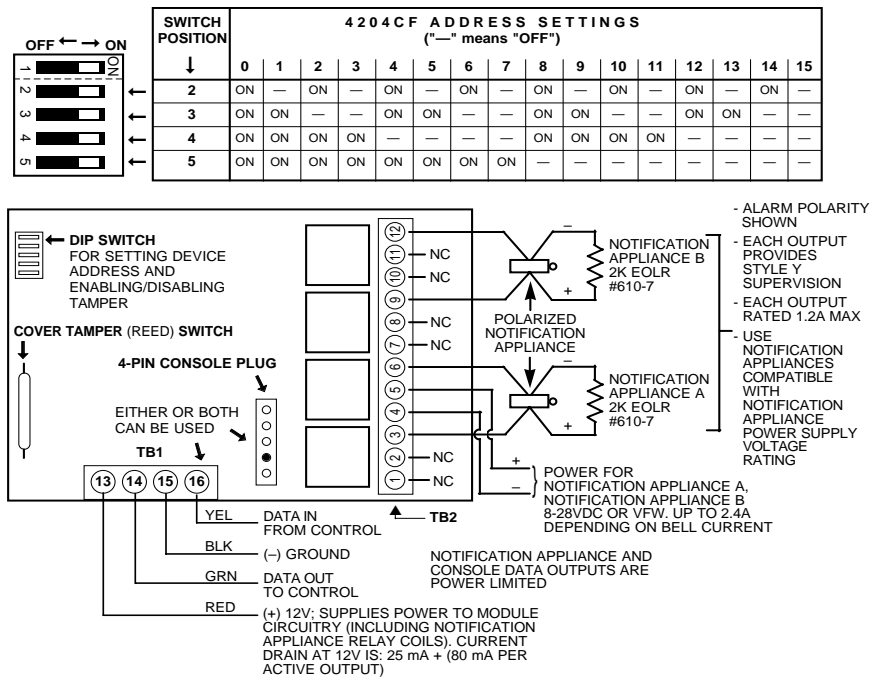 OFF ← → ON
ON
1
2
3
4
5
SWITCH POSITION ↓ 4204CF ADDRESS SETTINGS
("—" means "OFF")
0 1 2 3 4 5 6 7 8 9 10 11 12 13 14 15
2 ON — ON — ON — ON — ON — ON — ON — ON —
3 ON ON — — ON ON — — ON ON — — ON ON — —
4 ON ON ON ON — — — — ON ON ON ON — — — —
5 ON ON ON ON ON ON ON ON — — — — — — — —
DIP SWITCH
FOR SETTING DEVICE
ADDRESS AND
ENABLING/DISABLING
TAMPER
COVER TAMPER (REED) SWITCH
4-PIN CONSOLE PLUG
EITHER OR BOTH
CAN BE USED
TB1
13 14 15 16
12
11 NC
10 NC
9
8 NC
7 NC
6
5
4
3
2 NC
1 NC
TB2
–
+
NOTIFICATION
APPLIANCE B
2K EOLR
#610-7
POLARIZED
NOTIFICATION
APPLIANCE
–
+
NOTIFICATION
APPLIANCE A
2K EOLR
#610-7
- ALARM POLARITY
SHOWN
- EACH OUTPUT
PROVIDES
STYLE Y
SUPERVISION
- EACH OUTPUT
RATED 1.2A MAX
- USE
NOTIFICATION
APPLIANCES
COMPATIBLE
WITH
NOTIFICATION
APPLIANCE
POWER SUPPLY
VOLTAGE
RATING
+
–
POWER FOR
NOTIFICATION APPLIANCE A,
NOTIFICATION APPLIANCE B
8-28VDC OR VFW. UP TO 2.4A
DEPENDING ON BELL CURRENT
YEL DATA IN
FROM CONTROL
BLK (–) GROUND
GRN DATA OUT
TO CONTROL
RED (+) 12V; SUPPLIES POWER TO MODULE
CIRCUITRY (INCLUDING NOTIFICATION
APPLIANCE RELAY COILS). CURRENT
DRAIN AT 12V IS: 25 mA + (80 mA PER
ACTIVE OUTPUT)
NOTIFICATION APPLIANCE AND
CONSOLE DATA OUTPUTS ARE
POWER LIMITED